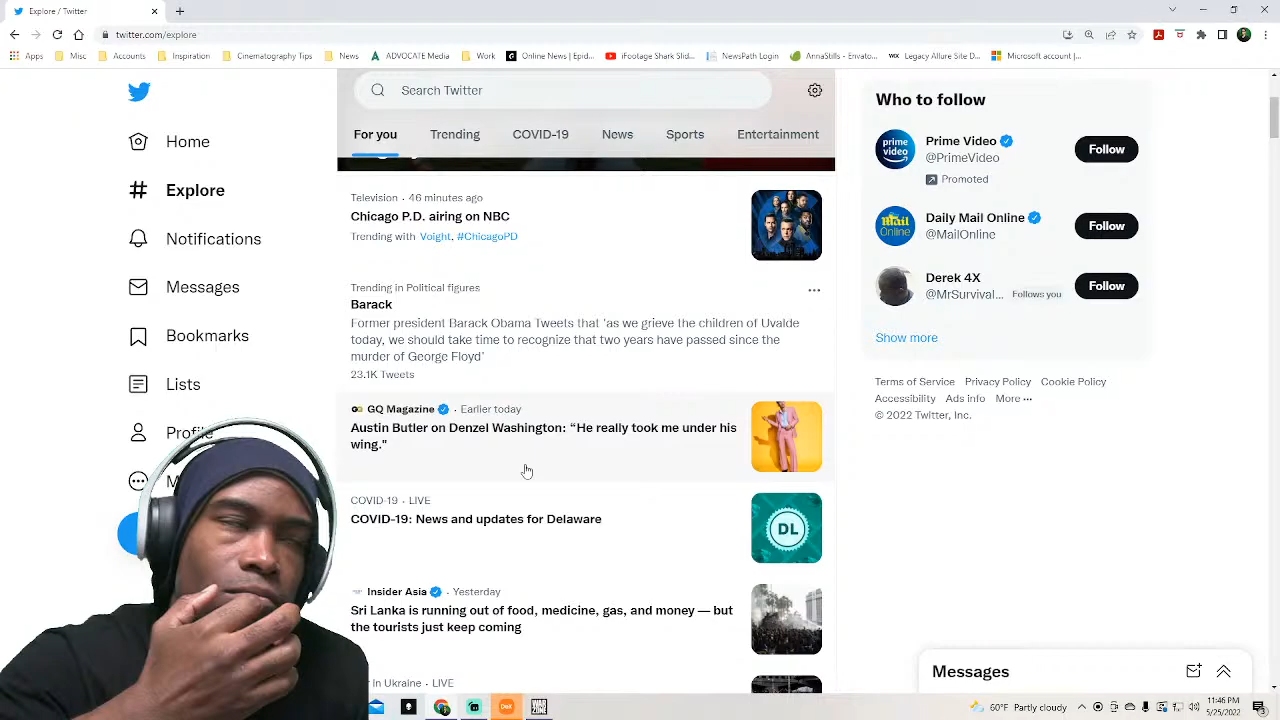 Explore / Twitter
twitter.com/explore
Apps
Misc
Accounts
Inspiration
Cinematography Tips
News
ADVOCATE Media
Work
Online News | Epid...
iFootage Shark Slid...
NewsPath Login
AnnaStills - Envato...
Legacy Allure Site D...
Microsoft account |...
Home
Explore
Notifications
Messages
Bookmarks
Lists
Profile
Search Twitter
For you
Trending
COVID-19
News
Sports
Entertainment
Television · 46 minutes ago
Chicago P.D. airing on NBC
Trending with Voight, #ChicagoPD
Trending in Political figures
Barack
Former president Barack Obama Tweets that 'as we grieve the children of Uvalde
today, we should take time to recognize that two years have passed since the
murder of George Floyd'
23.1K Tweets
GQ Magazine · Earlier today
Austin Butler on Denzel Washington: “He really took me under his
wing."
COVID-19 · LIVE
COVID-19: News and updates for Delaware
DL
Insider Asia · Yesterday
Sri Lanka is running out of food, medicine, gas, and money — but
the tourists just keep coming
in Ukraine · LIVE
Who to follow
prime video
Prime Video
@PrimeVideo
Promoted
Follow
Mail Online
Daily Mail Online
@MailOnline
Follow
Derek 4X
@MrSurvival... Follows you
Follow
Show more
Terms of Service Privacy Policy Cookie Policy
Accessibility Ads info More ···
© 2022 Twitter, Inc.
Messages
Partly cloudy
11:46 PM